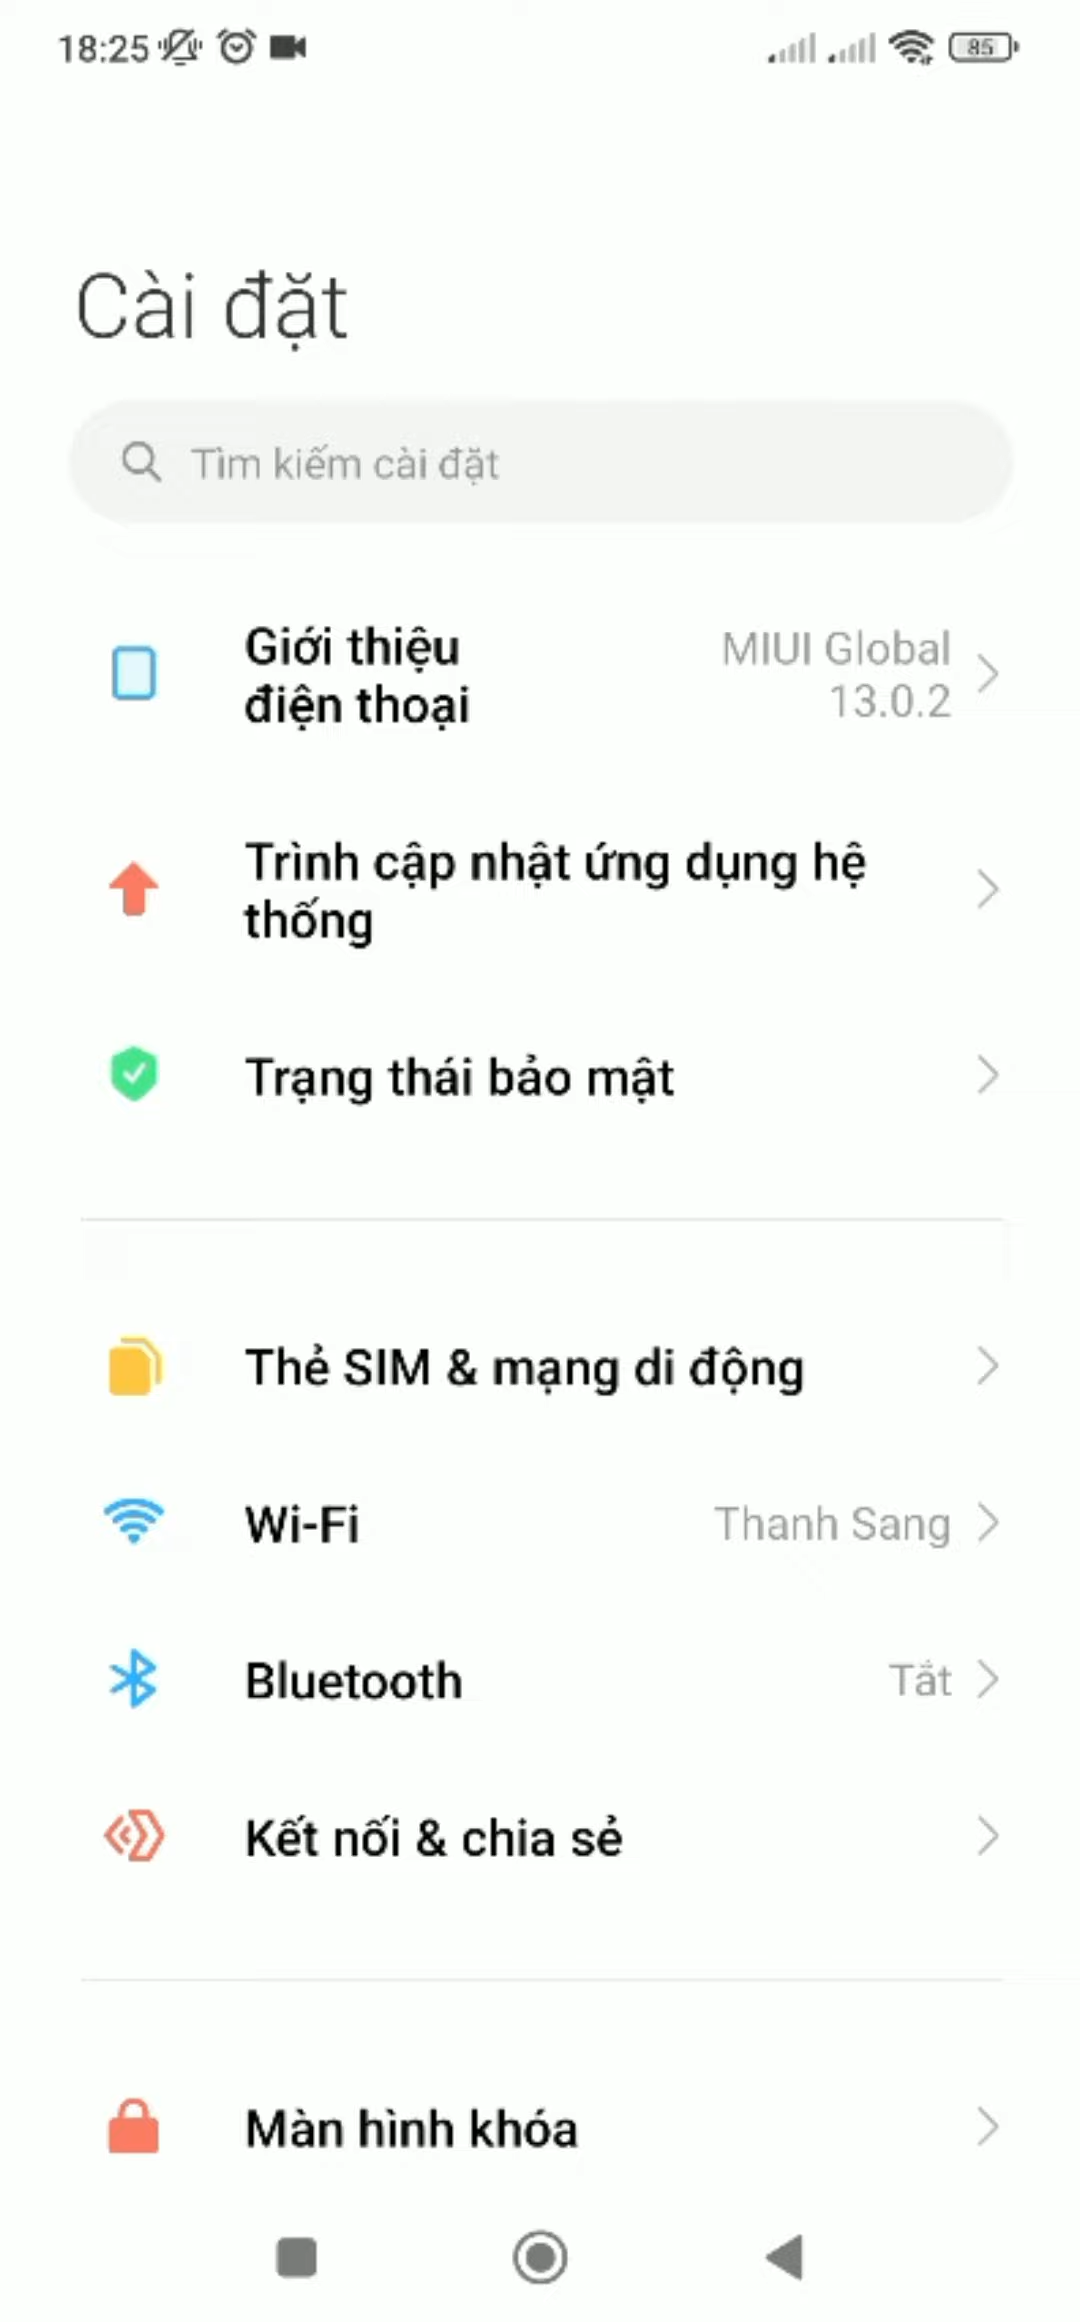 18:25
85
Cài đặt
Tìm kiếm cài đặt
Giới thiệu
điện thoại
MIUI Global
13.0.2
Trình cập nhật ứng dụng hệ
thống
Trạng thái bảo mật
Thẻ SIM & mạng di động
Wi-Fi
Thanh Sang
Bluetooth
Tắt
Kết nối & chia sẻ
Màn hình khóa